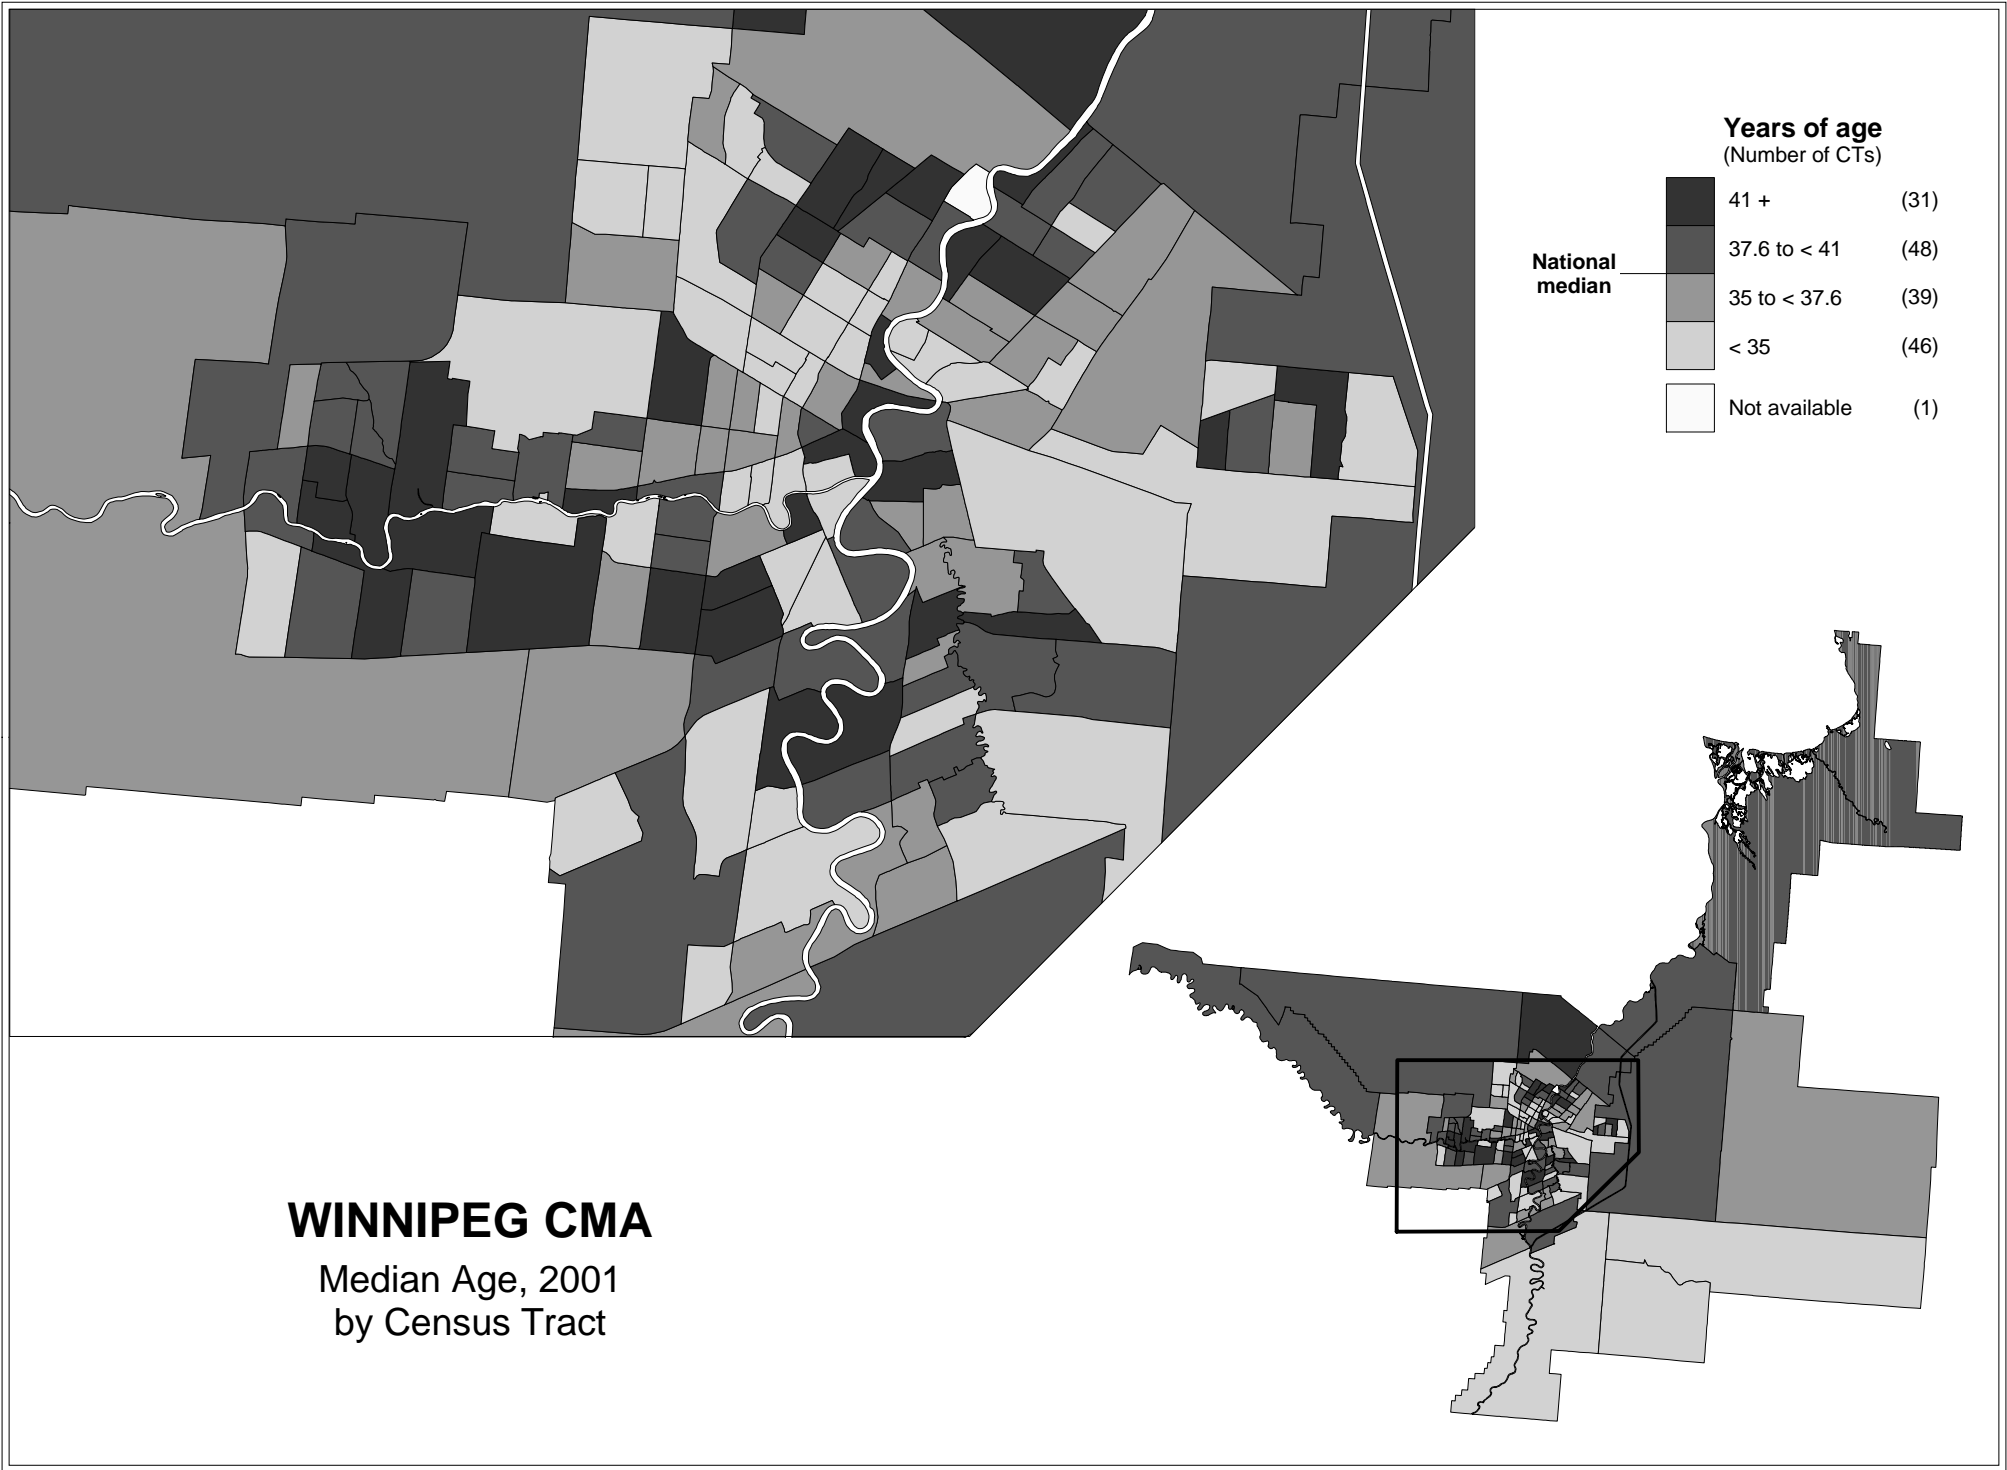 Years of age
(Number of CTs)
41 + (31)
37.6 to < 41 (48)
National
median
35 to < 37.6 (39)
< 35 (46)
Not available (1)
WINNIPEG CMA
Median Age, 2001
by Census Tract